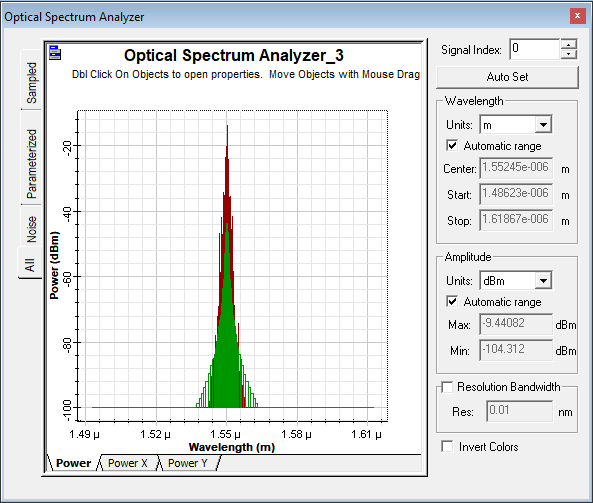 Optical Spectrum Analyzer
x
Sampled
Parameterized
Noise
All
Optical Spectrum Analyzer_3
Dbl Click On Objects to open properties. Move Objects with Mouse Drag
Power (dBm)
-20
-40
-60
-80
-100
1.49 µ 1.52 µ 1.55 µ 1.58 µ 1.61 µ
Wavelength (m)
Power Power X Power Y
Signal Index: 0
Auto Set
Wavelength
Units: m
Automatic range
Center: 1.55245e-006 m
Start: 1.48623e-006 m
Stop: 1.61867e-006 m
Amplitude
Units: dBm
Automatic range
Max: -9.44082 dBm
Min: -104.312 dBm
Resolution Bandwidth
Res: 0.01 nm
Invert Colors